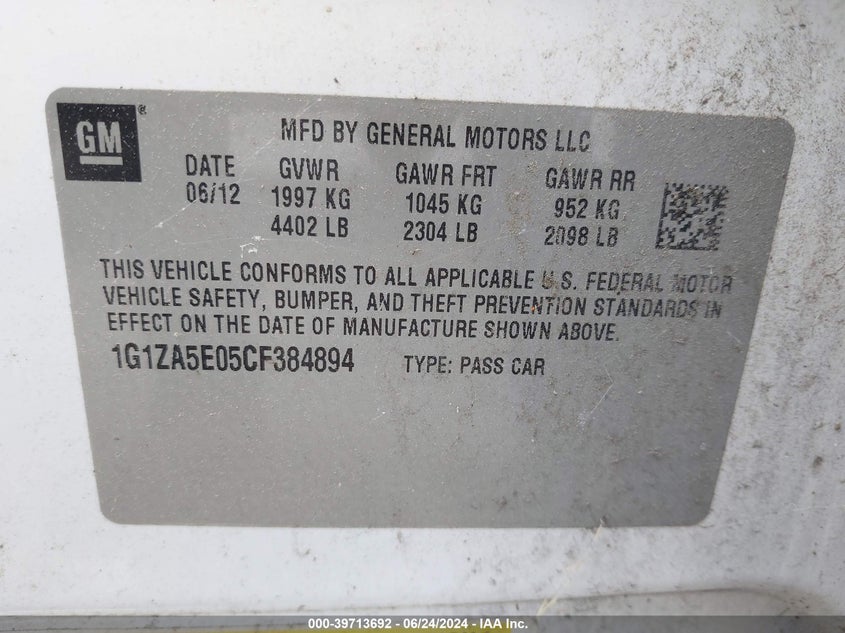 GM ®
MFD BY GENERAL MOTORS LLC
DATE GVWR GAWR FRT GAWR RR
06/12 1997 KG 1045 KG 952 KG
4402 LB 2304 LB 2098 LB
THIS VEHICLE CONFORMS TO ALL APPLICABLE U.S. FEDERAL MOTOR
VEHICLE SAFETY, BUMPER, AND THEFT PREVENTION STANDARDS IN
EFFECT ON THE DATE OF MANUFACTURE SHOWN ABOVE.
1G1ZA5E05CF384894 TYPE: PASS CAR
000-39713692 - 06/24/2024 - IAA Inc.